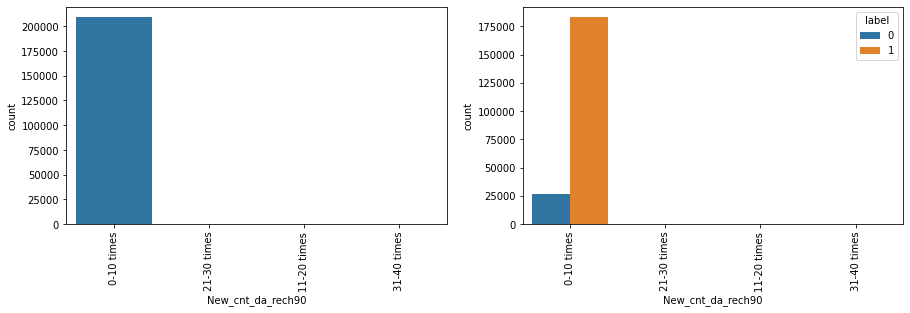 200000
175000
150000
125000
100000
75000
50000
25000
0
count
0-10 times
21-30 times
11-20 times
31-40 times
New_cnt_da_rech90
175000
150000
125000
100000
75000
50000
25000
0
count
label
0
1
0-10 times
21-30 times
11-20 times
31-40 times
New_cnt_da_rech90